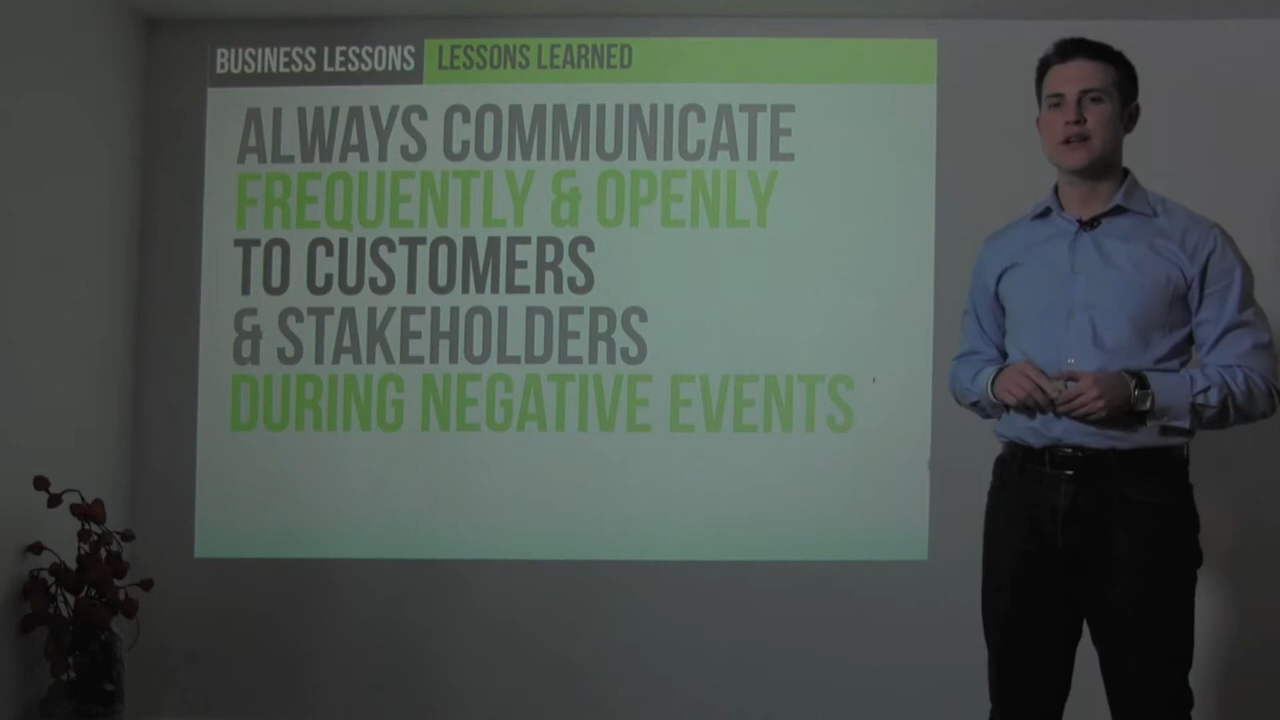 BUSINESS LESSONS LESSONS LEARNED
ALWAYS COMMUNICATE
FREQUENTLY & OPENLY
TO CUSTOMERS
& STAKEHOLDERS
DURING NEGATIVE EVENTS